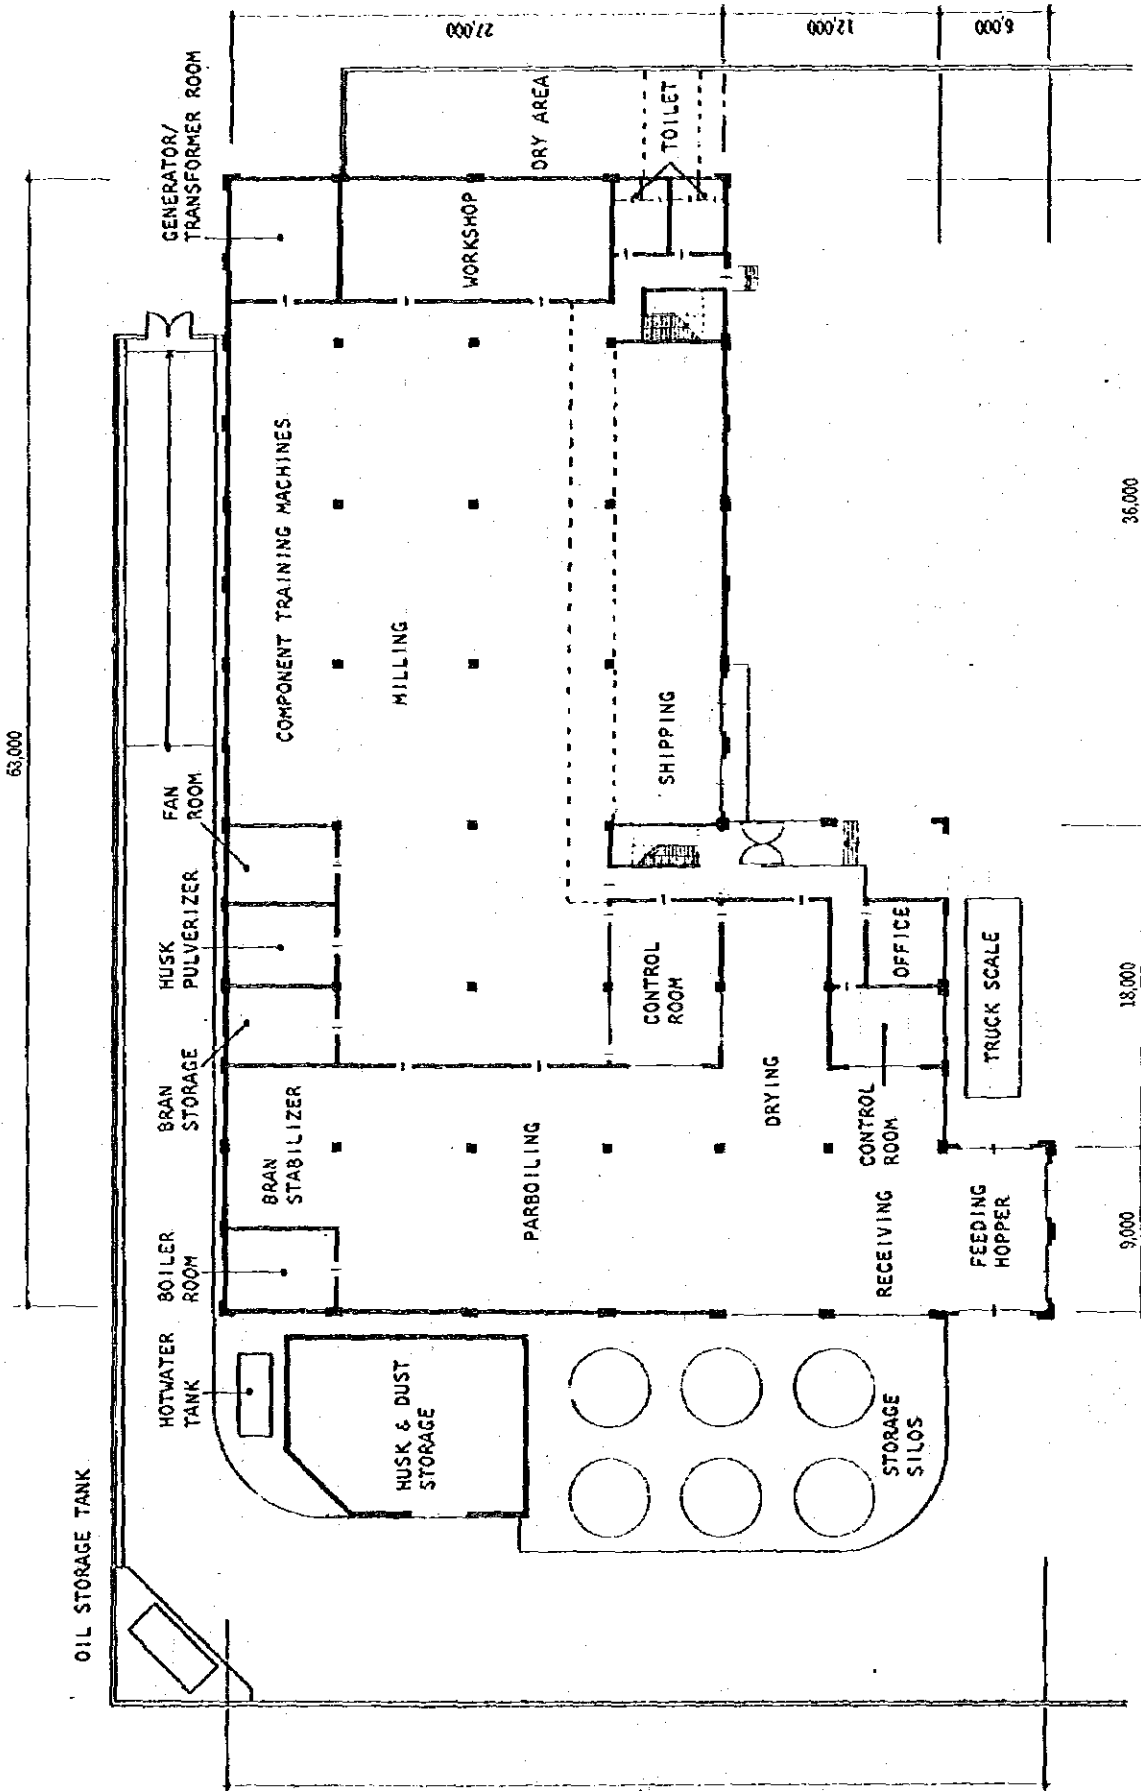 OIL STORAGE TANK
63,000
HOTWATER
TANK
BOILER
ROOM
BRAN
STORAGE
HUSK
PULVERIZER
FAN
ROOM
GENERATOR/
TRANSFORMER ROOM
BRAN
STABILIZER
COMPONENT TRAINING MACHINES
MILLING
WORKSHOP
DRY AREA
TOILET
HUSK & DUST
STORAGE
PARBOILING
CONTROL
ROOM
SHIPPING
DRYING
STORAGE
SILOS
RECEIVING
CONTROL
ROOM
OFFICE
FEEDING
HOPPER
TRUCK SCALE
27,000
12,000
6,000
9,000
18,000
36,000